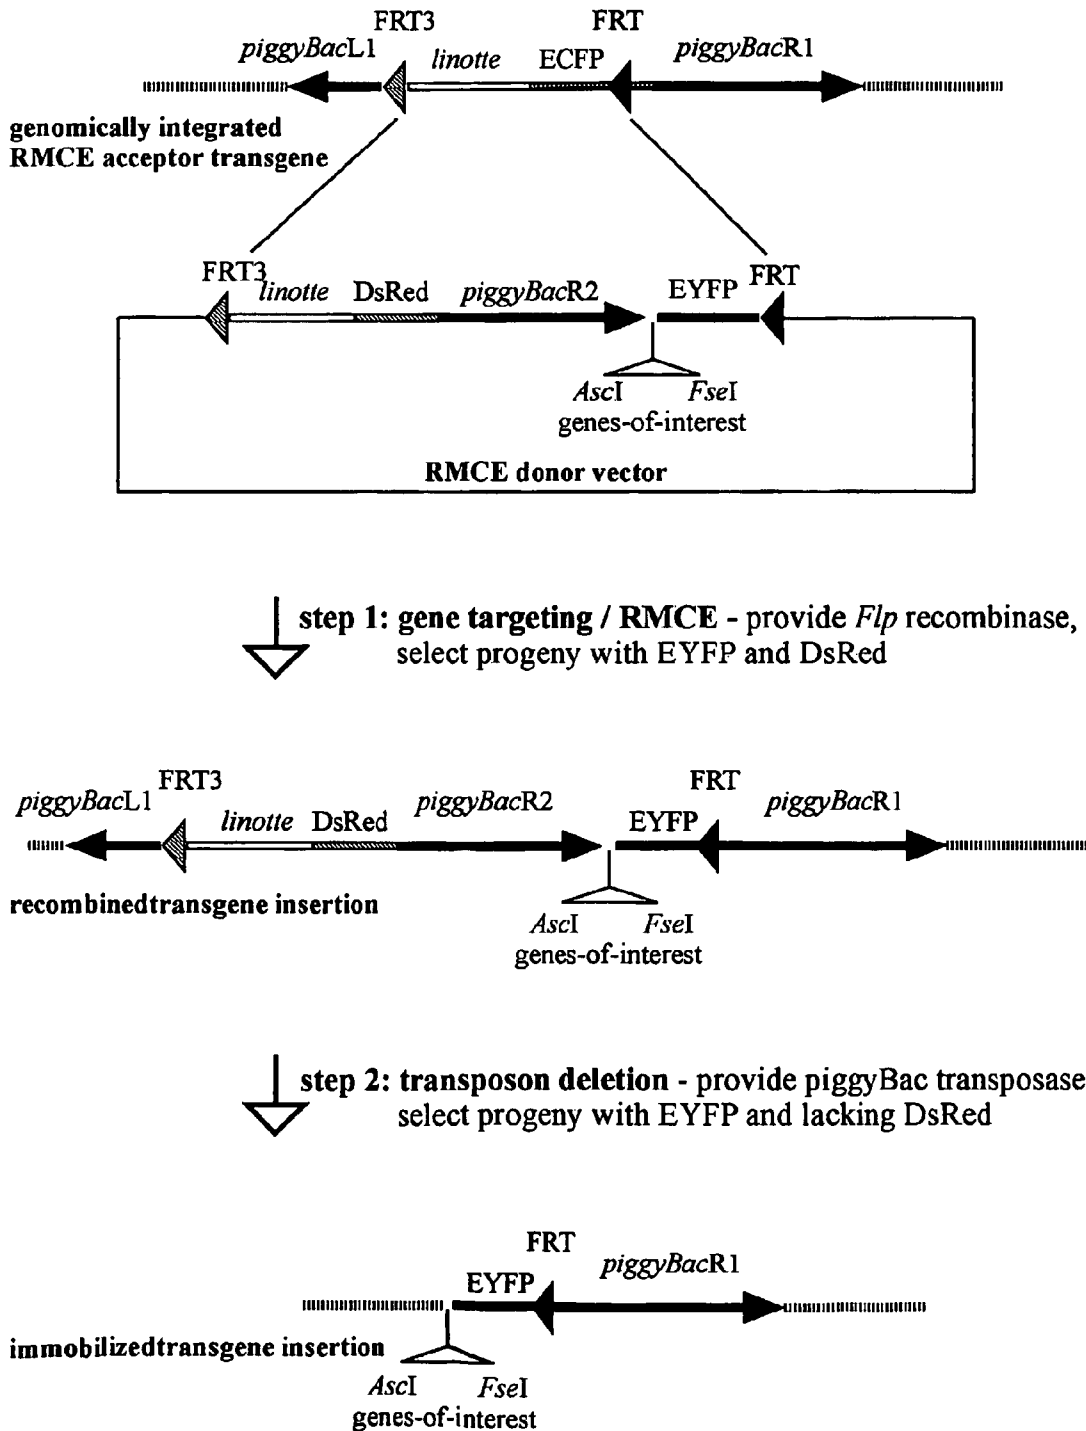 FRT3 FRT
piggyBacL1 linotte ECFP piggyBacR1
genomically integrated
RMCE acceptor transgene
FRT3 FRT
linotte DsRed piggyBacR2 EYFP
AscI FseI
genes-of-interest
RMCE donor vector
step 1: gene targeting / RMCE - provide Flp recombinase,
select progeny with EYFP and DsRed
FRT3 FRT
piggyBacL1 piggyBacR2 piggyBacR1
linotte DsRed EYFP
recombinedtransgene insertion
AscI FseI
genes-of-interest
step 2: transposon deletion - provide piggyBac transposase
select progeny with EYFP and lacking DsRed
FRT
EYFP piggyBacR1
immobilizedtransgene insertion
AscI FseI
genes-of-interest